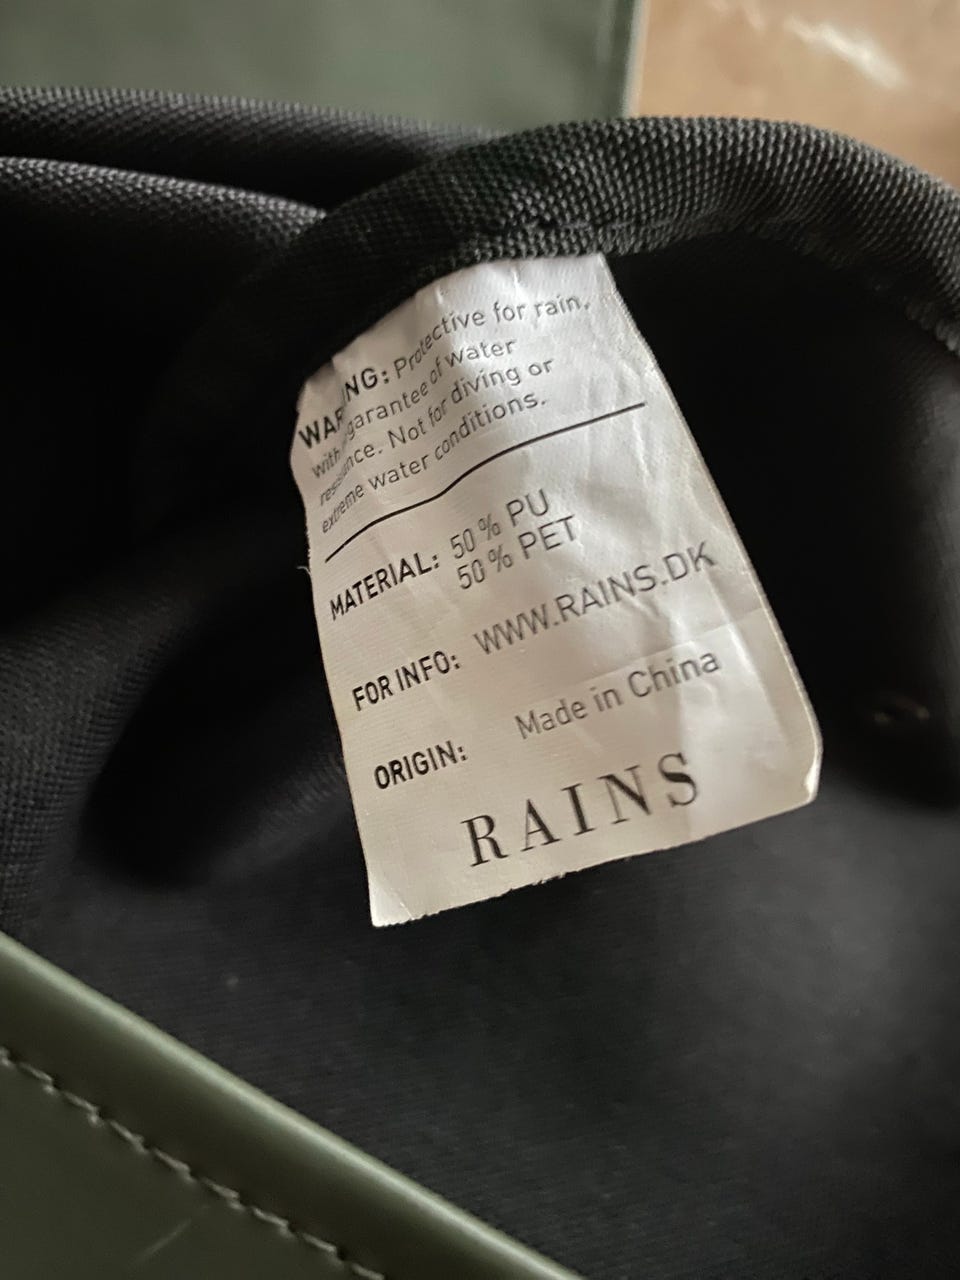 WARNING: Protective for rain.
with garantee of water
resistance. Not for diving or
extreme water conditions.
MATERIAL: 50 % PU
50 % PET
FOR INFO: WWW.RAINS.DK
ORIGIN: Made in China
RAINS